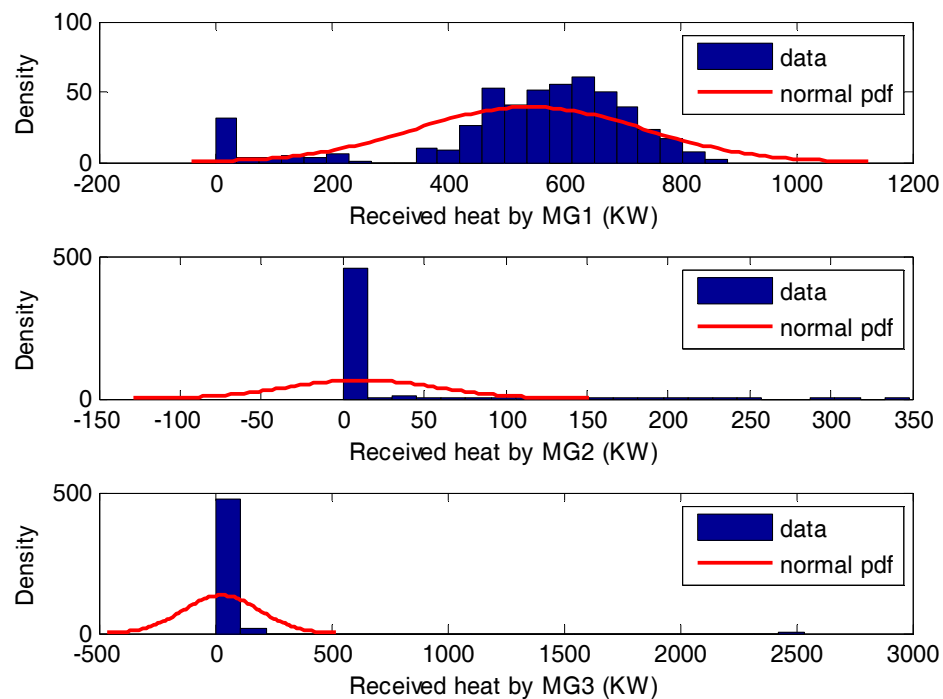 100
50
0
Density
data
normal pdf
-200 0 200 400 600 800 1000 1200
Received heat by MG1 (KW)
500
0
Density
data
normal pdf
-150 -100 -50 0 50 100 150 200 250 300 350
Received heat by MG2 (KW)
500
0
Density
data
normal pdf
-500 0 500 1000 1500 2000 2500 3000
Received heat by MG3 (KW)